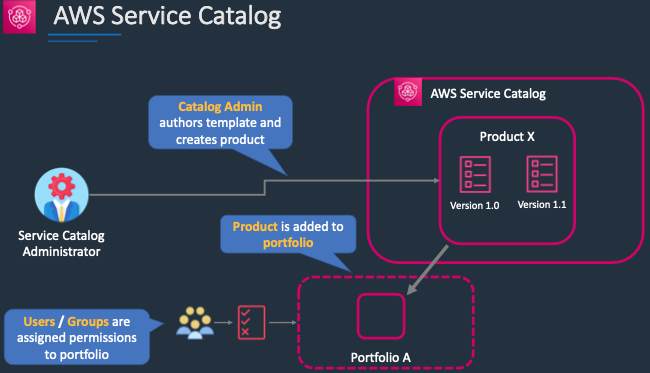 AWS Service Catalog
Catalog Admin
authors template and
creates product
AWS Service Catalog
Product X
Version 1.0
Version 1.1
Service Catalog
Administrator
Product is added to
portfolio
Users / Groups are
assigned permissions
to portfolio
Portfolio A